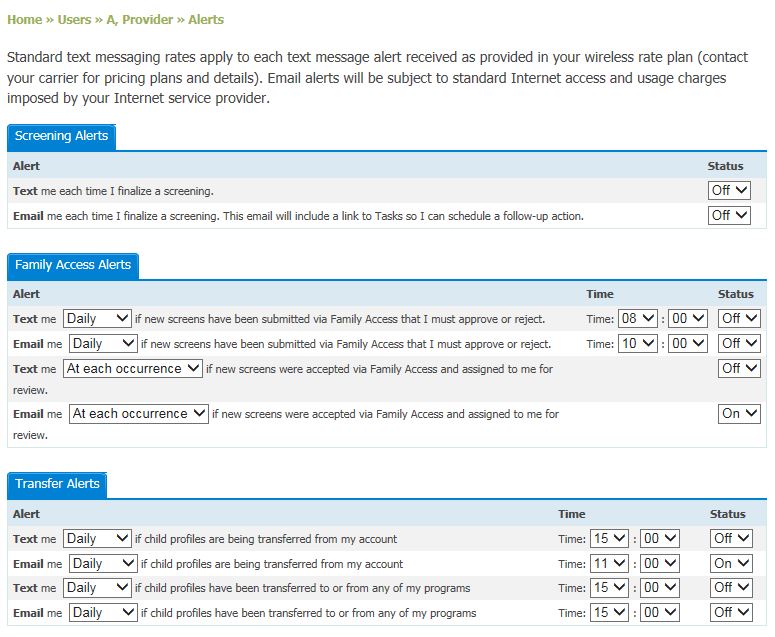 Home » Users » A, Provider » Alerts
Standard text messaging rates apply to each text message alert received as provided in your wireless rate plan (contact
your carrier for pricing plans and details). Email alerts will be subject to standard Internet access and usage charges
imposed by your Internet service provider.
Screening Alerts
Alert Status
Text me each time I finalize a screening. Off
Email me each time I finalize a screening. This email will include a link to Tasks so I can schedule a follow-up action. Off
Family Access Alerts
Alert Time Status
Text me Daily if new screens have been submitted via Family Access that I must approve or reject. Time: 08 : 00 Off
Email me Daily if new screens have been submitted via Family Access that I must approve or reject. Time: 10 : 00 Off
Text me At each occurrence if new screens were accepted via Family Access and assigned to me for Off
review.
Email me At each occurrence if new screens were accepted via Family Access and assigned to me for On
review.
Transfer Alerts
Alert Time Status
Text me Daily if child profiles are being transferred from my account Time: 15 : 00 Off
Email me Daily if child profiles are being transferred from my account Time: 11 : 00 On
Text me Daily if child profiles have been transferred to or from any of my programs Time: 15 : 00 Off
Email me Daily if child profiles have been transferred to or from any of my programs Time: 15 : 00 Off